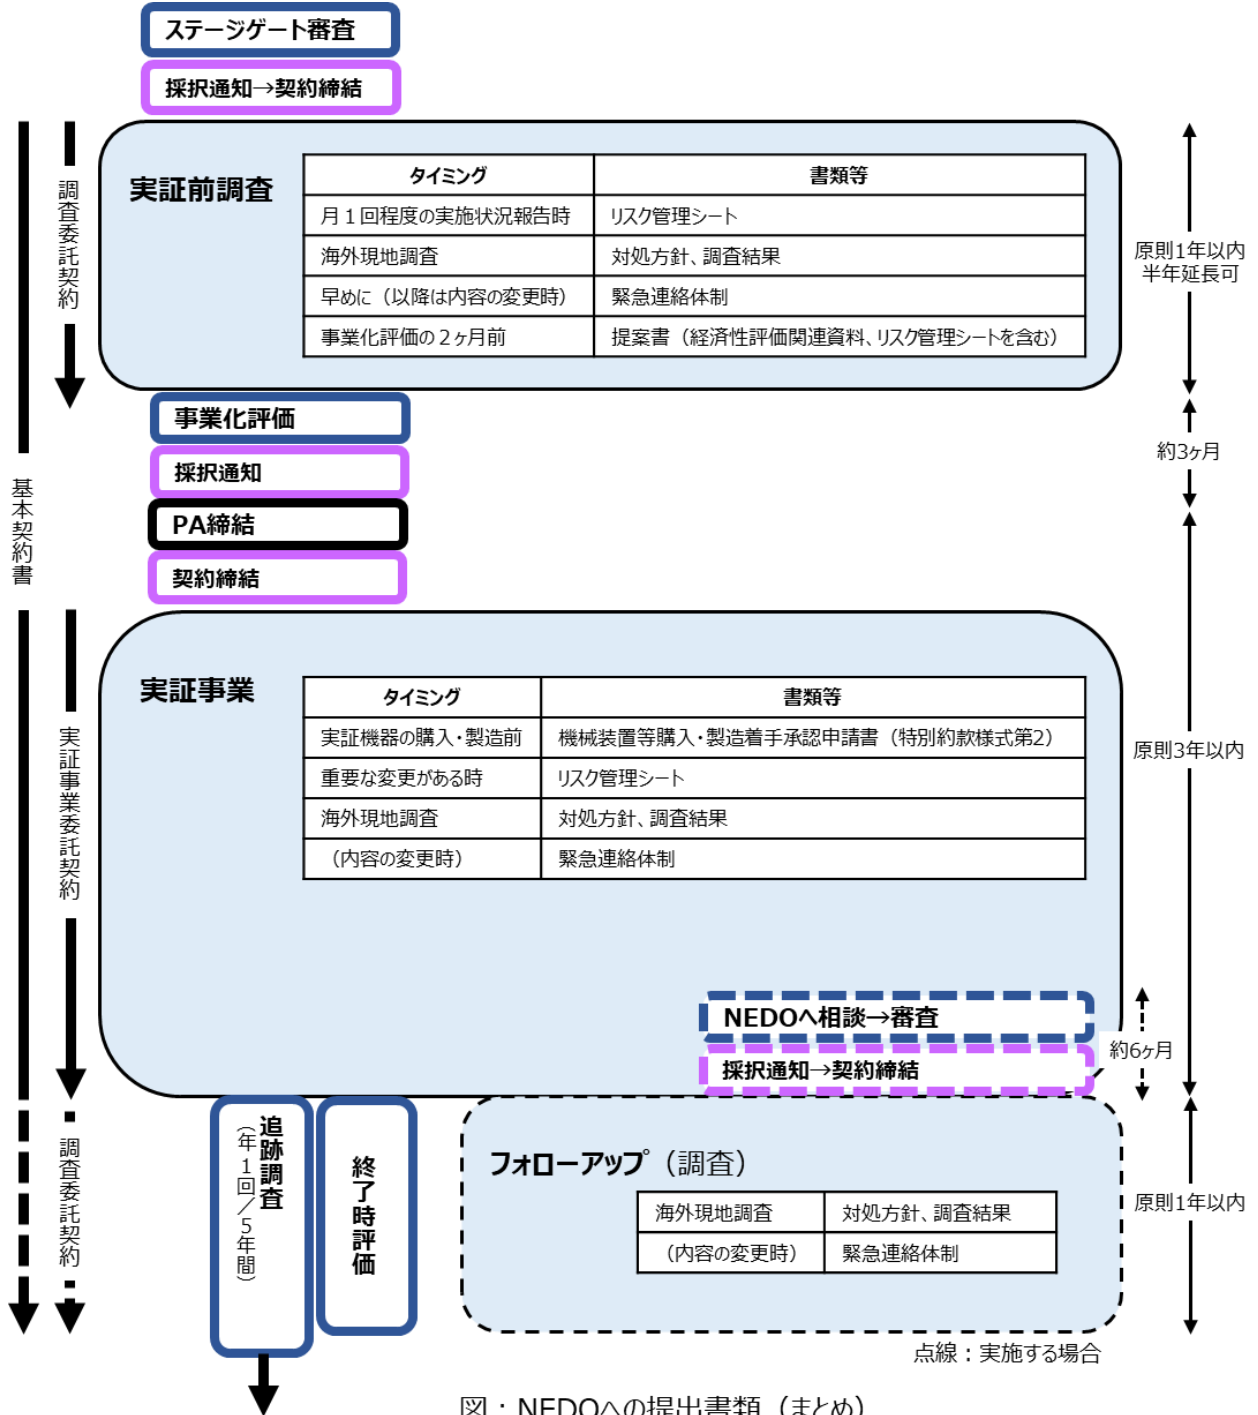 ステージゲート審査
採択通知→契約締結
基本契約書
調査委託契約
実証前調査
タイミング 書類等
月1回程度の実施状況報告時 リスク管理シート
海外現地調査 対処方針、調査結果
早めに（以降は内容の変更時） 緊急連絡体制
事業化評価の2ヶ月前 提案書（経済性評価関連資料、リスク管理シートを含む）
原則1年以内
半年延長可
事業化評価
採択通知
PA締結
契約締結
約3ヶ月
実証事業委託契約
実証事業
タイミング 書類等
実証機器の購入・製造前 機械装置等購入・製造着手承認申請書（特別約款様式第2）
重要な変更がある時 リスク管理シート
海外現地調査 対処方針、調査結果
（内容の変更時） 緊急連絡体制
原則3年以内
NEDOへ相談→審査
採択通知→契約締結
約6ヶ月
調査委託契約
追跡調査
（年1回／5年間）
終了時評価
フォローアップ（調査）
海外現地調査 対処方針、調査結果
（内容の変更時） 緊急連絡体制
原則1年以内
点線：実施する場合
図：NEDOへの提出書類（まとめ）